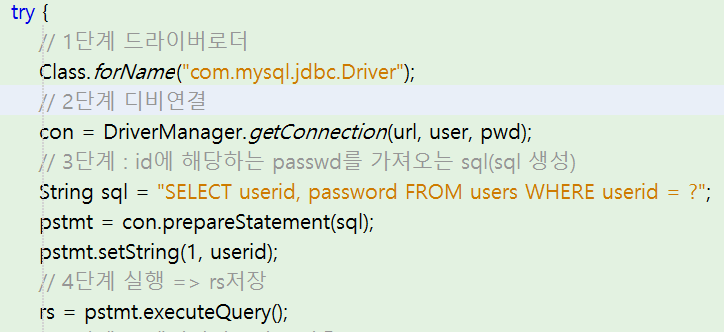 try {
// 1단계 드라이버로더
Class.forName("com.mysql.jdbc.Driver");
// 2단계 디비연결
con = DriverManager.getConnection(url, user, pwd);
// 3단계 : id에 해당하는 passwd를 가져오는 sql(sql 생성)
String sql = "SELECT userid, password FROM users WHERE userid = ?";
pstmt = con.prepareStatement(sql);
pstmt.setString(1, userid);
// 4단계 실행 => rs저장
rs = pstmt.executeQuery();